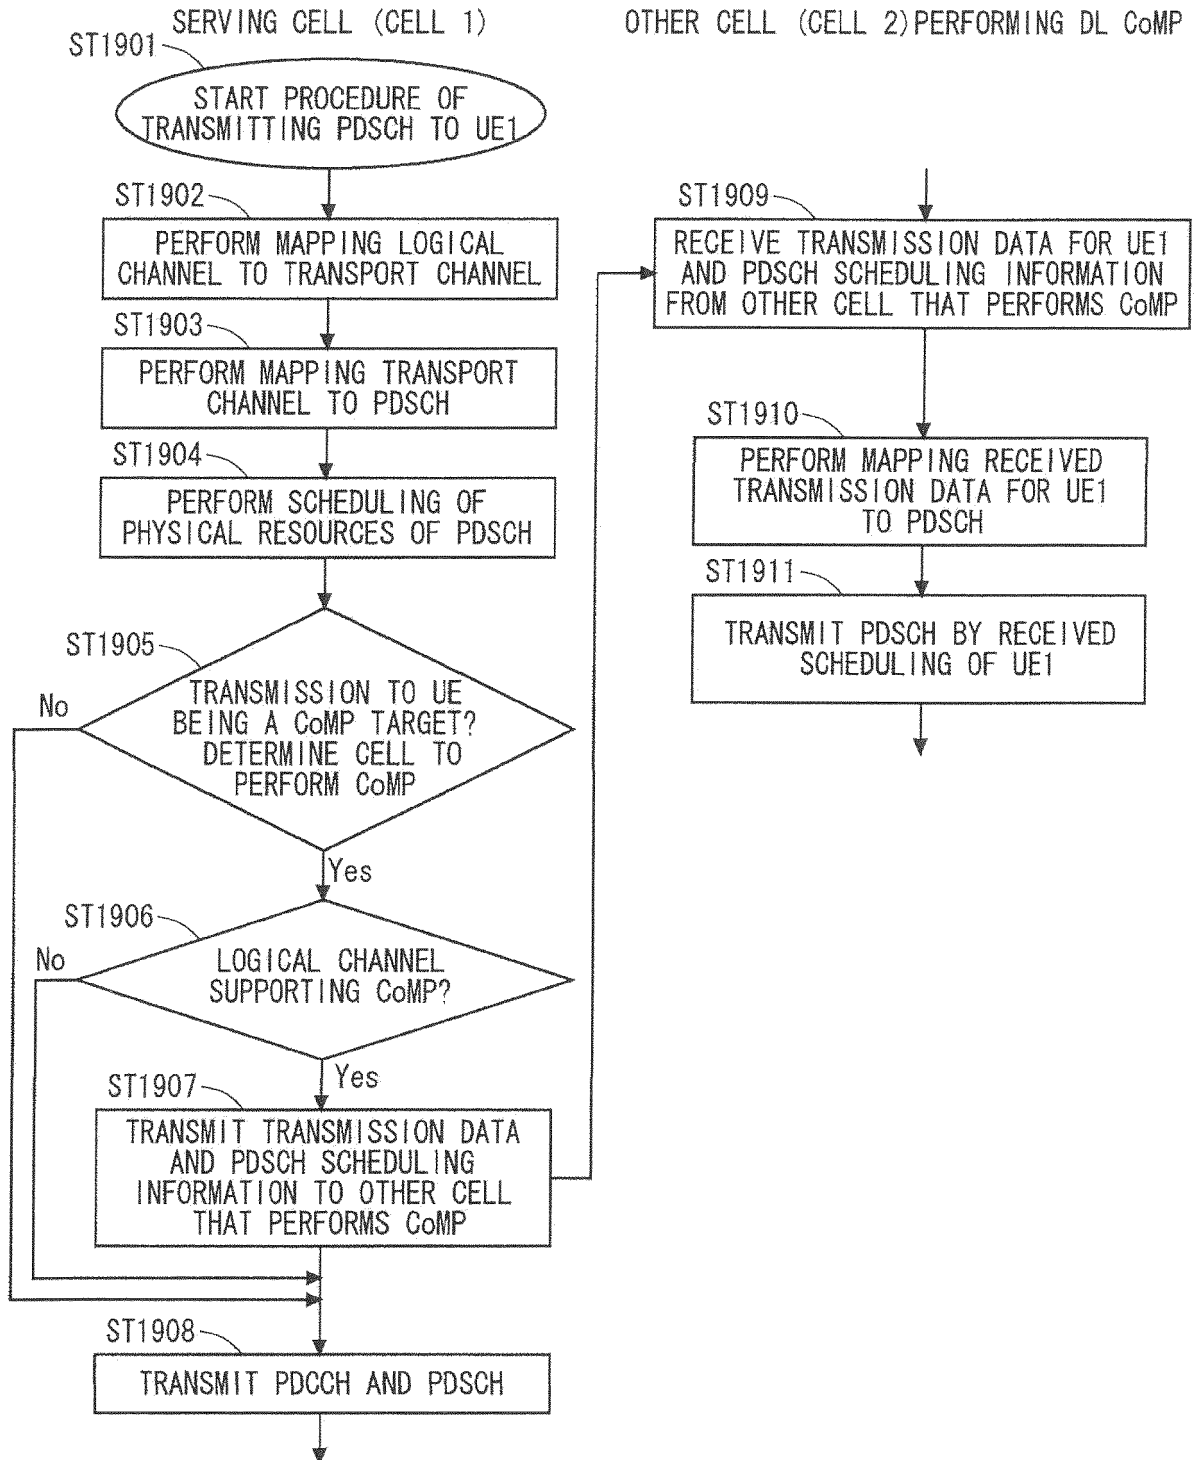 SERVING CELL (CELL 1)
OTHER CELL (CELL 2)PERFORMING DL CoMP
ST1901
START PROCEDURE OF
TRANSMITTING PDSCH TO UE1
ST1902
PERFORM MAPPING LOGICAL
CHANNEL TO TRANSPORT CHANNEL
ST1903
PERFORM MAPPING TRANSPORT
CHANNEL TO PDSCH
ST1904
PERFORM SCHEDULING OF
PHYSICAL RESOURCES OF PDSCH
ST1905
No
TRANSMISSION TO UE
BEING A CoMP TARGET?
DETERMINE CELL TO
PERFORM CoMP
Yes
ST1906
No
LOGICAL CHANNEL
SUPPORTING CoMP?
Yes
ST1907
TRANSMIT TRANSMISSION DATA
AND PDSCH SCHEDULING
INFORMATION TO OTHER CELL
THAT PERFORMS CoMP
ST1908
TRANSMIT PDCCH AND PDSCH
ST1909
RECEIVE TRANSMISSION DATA FOR UE1
AND PDSCH SCHEDULING INFORMATION
FROM OTHER CELL THAT PERFORMS CoMP
ST1910
PERFORM MAPPING RECEIVED
TRANSMISSION DATA FOR UE1
TO PDSCH
ST1911
TRANSMIT PDSCH BY RECEIVED
SCHEDULING OF UE1